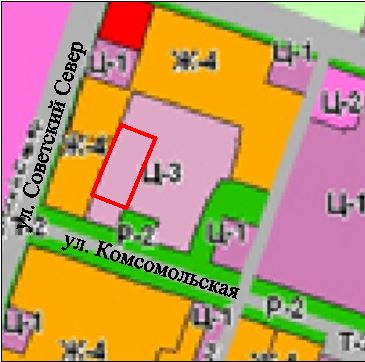 Ц-1
Ж-4
Ц-1
Ц-2
ул. Советский Север
Ж-4
Ц-3
Ц-1
Р-2
Ц-1
ул. Комсомольская
Р-2
Ц-1
Ц-1
Ж-4